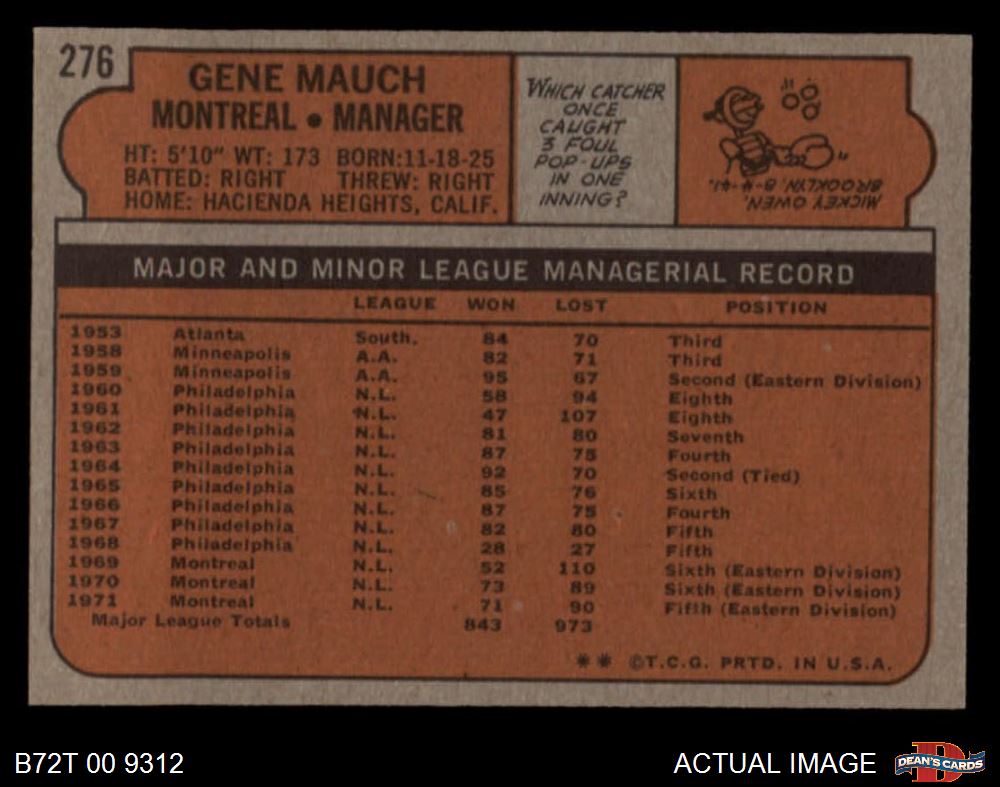 276
GENE MAUCH
MONTREAL • MANAGER
HT: 5'10" WT: 173 BORN:11-18-25
BATTED: RIGHT THREW: RIGHT
HOME: HACIENDA HEIGHTS, CALIF.
WHICH CATCHER
ONCE
CAUGHT
3 FOUL
POP-UPS
IN ONE
INNING?
MICKEY OWEN,
BROOKLYN, 8-4-'41.
MAJOR AND MINOR LEAGUE MANAGERIAL RECORD
LEAGUE WON LOST POSITION
1953 Atlanta South. 84 70 Third
1958 Minneapolis A.A. 82 71 Third
1959 Minneapolis A.A. 95 67 Second (Eastern Division)
1960 Philadelphia N.L. 58 94 Eighth
1961 Philadelphia N.L. 47 107 Eighth
1962 Philadelphia N.L. 81 80 Seventh
1963 Philadelphia N.L. 87 75 Fourth
1964 Philadelphia N.L. 92 70 Second (Tied)
1965 Philadelphia N.L. 85 76 Sixth
1966 Philadelphia N.L. 87 75 Fourth
1967 Philadelphia N.L. 82 80 Fifth
1968 Philadelphia N.L. 28 27 Fifth
1969 Montreal N.L. 52 110 Sixth (Eastern Division)
1970 Montreal N.L. 73 89 Sixth (Eastern Division)
1971 Montreal N.L. 71 90 Fifth (Eastern Division)
Major League Totals 843 973
** ©T.C.G. PRTD. IN U.S.A.
B72T 00 9312
ACTUAL IMAGE
DEAN'S CARDS